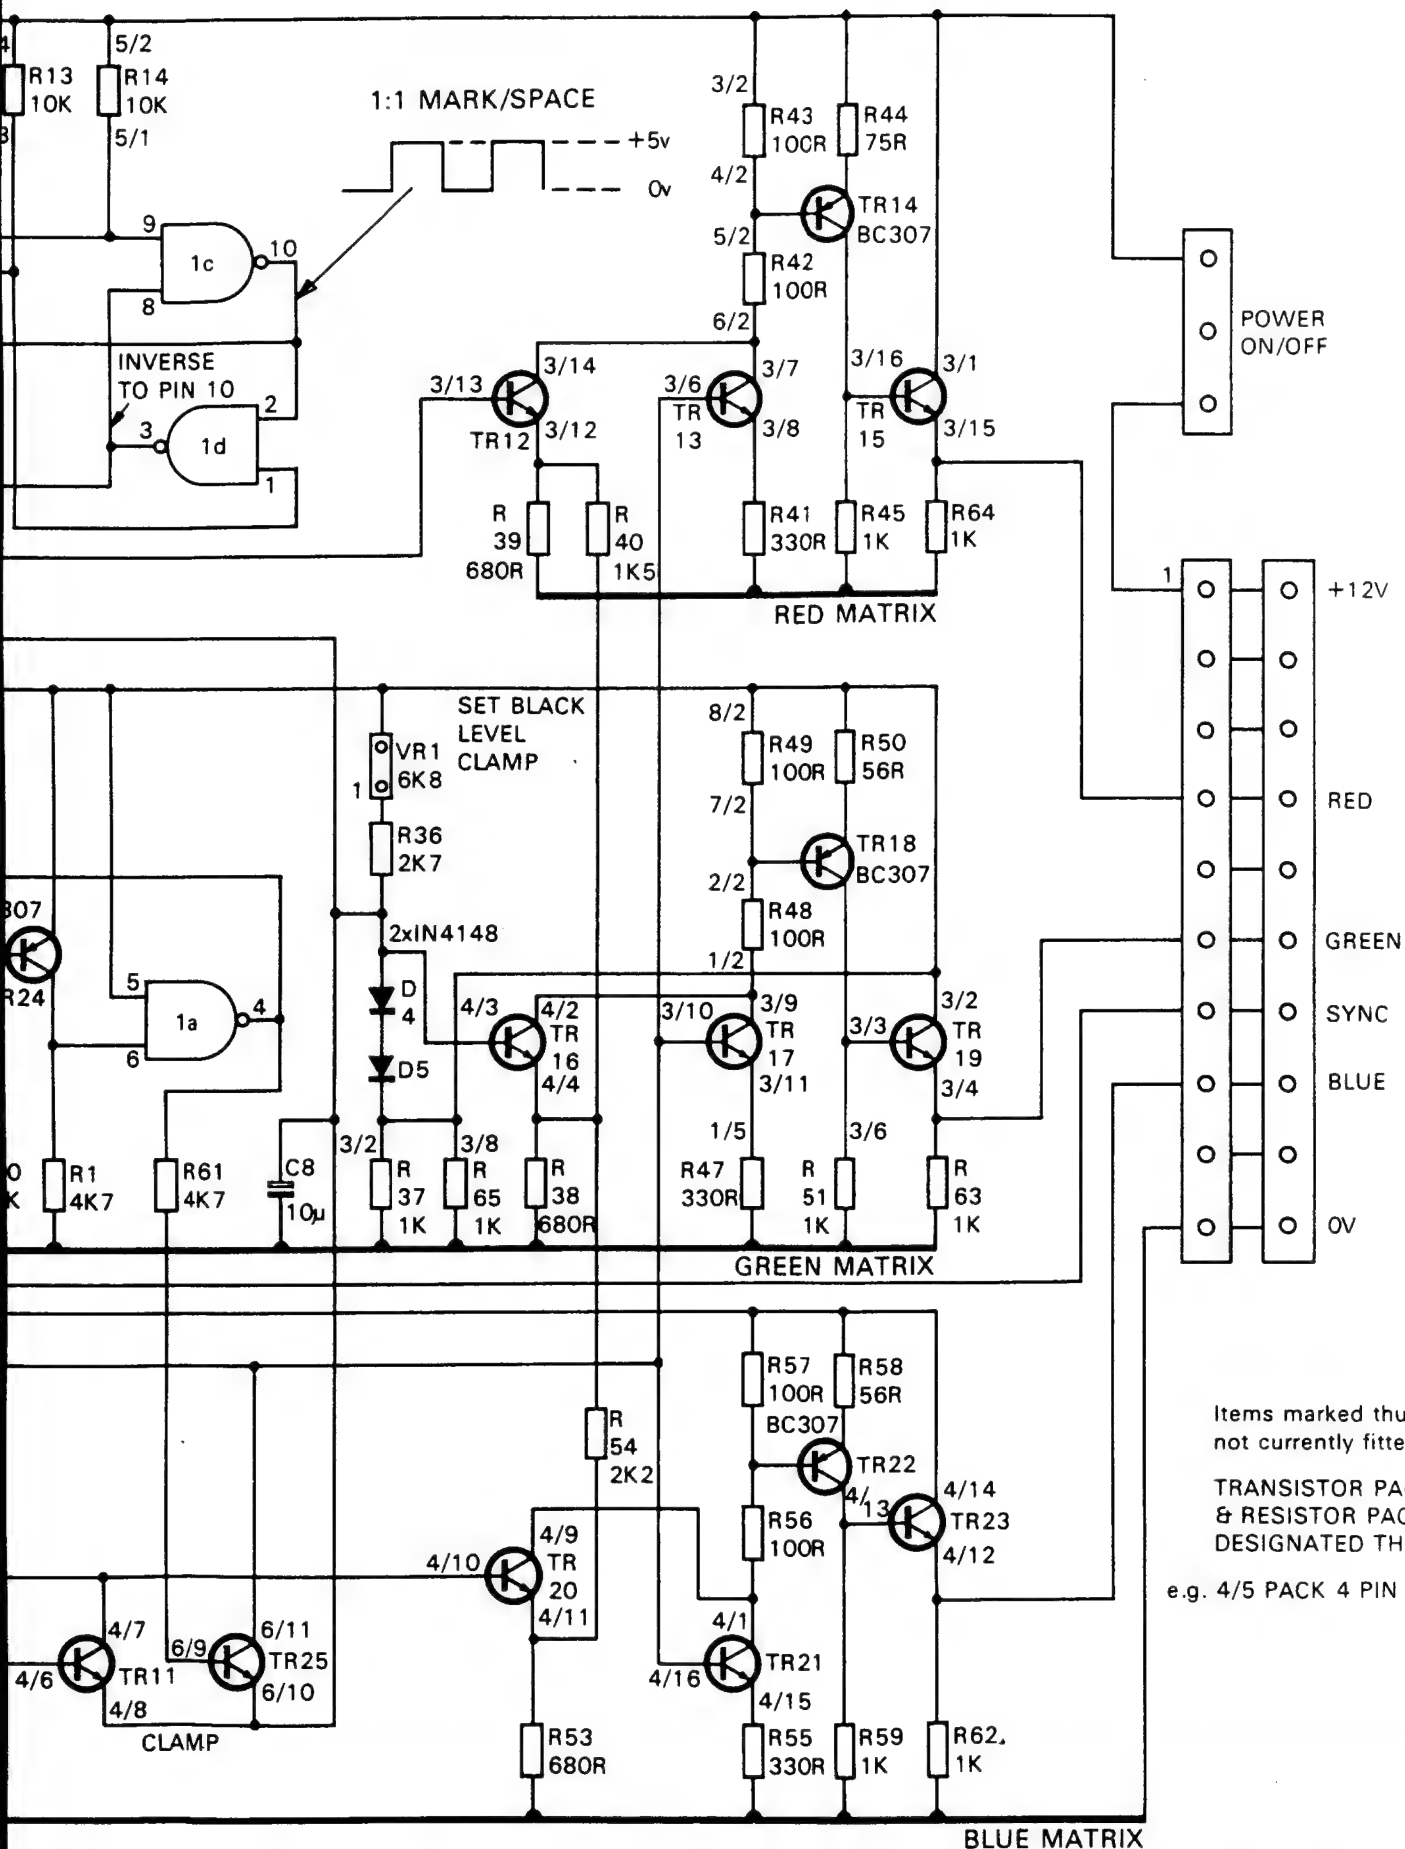 4
5/2
R13
10K
R14
10K
3
5/1
1:1 MARK/SPACE
+5v
0v
9
1c
10
8
INVERSE
TO PIN 10
2
3
1d
1
3/2
R43
100R
R44
75R
4/2
TR14
BC307
5/2
R42
100R
6/2
3/14
3/13
3/12
TR12
3/7
3/6
TR
13
3/8
3/16
3/1
TR
15
3/15
R
39
680R
R
40
1K5
R41
330R
R45
1K
R64
1K
RED MATRIX
POWER
ON/OFF
1
+12V
RED
GREEN
SYNC
BLUE
0V
SET BLACK
LEVEL
CLAMP
VR1
6K8
1
R36
2K7
8/2
R49
100R
R50
56R
7/2
TR18
BC307
2/2
R48
100R
1/2
307
R24
5
1a
4
6
2xIN4148
D
4
D5
4/3
4/2
TR
16
4/4
3/10
3/9
TR
17
3/11
3/3
3/2
TR
19
3/4
0
K
R1
4K7
R61
4K7
C8
10μ
3/2
R
37
1K
3/8
R
65
1K
R
38
680R
1/5
R47
330R
3/6
R
51
1K
R
63
1K
GREEN MATRIX
R57
100R
R58
56R
BC307
TR22
R
54
2K2
4/
13
4/14
TR23
4/12
R56
100R
4/9
4/10
TR
20
4/11
4/7
4/6
TR11
4/8
6/11
6/9
TR25
6/10
CLAMP
4/1
4/16
TR21
4/15
R53
680R
R55
330R
R59
1K
R62
1K
BLUE MATRIX
Items marked thu
not currently fitte
TRANSISTOR PA
& RESISTOR PAC
DESIGNATED TH
e.g. 4/5 PACK 4 PIN